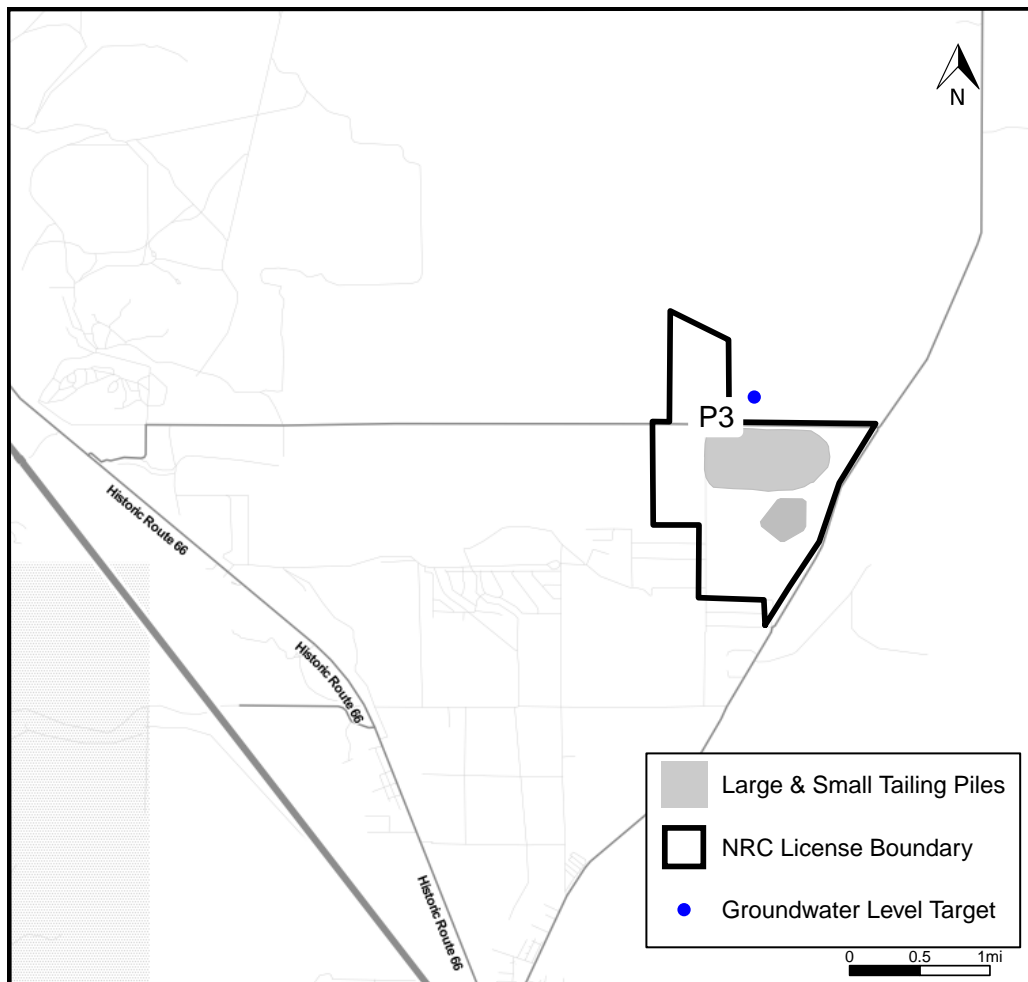 N
P3
Historic Route 66
Historic Route 66
Historic Route 66
Large & Small Tailing Piles
NRC License Boundary
Groundwater Level Target
0 0.5 1mi